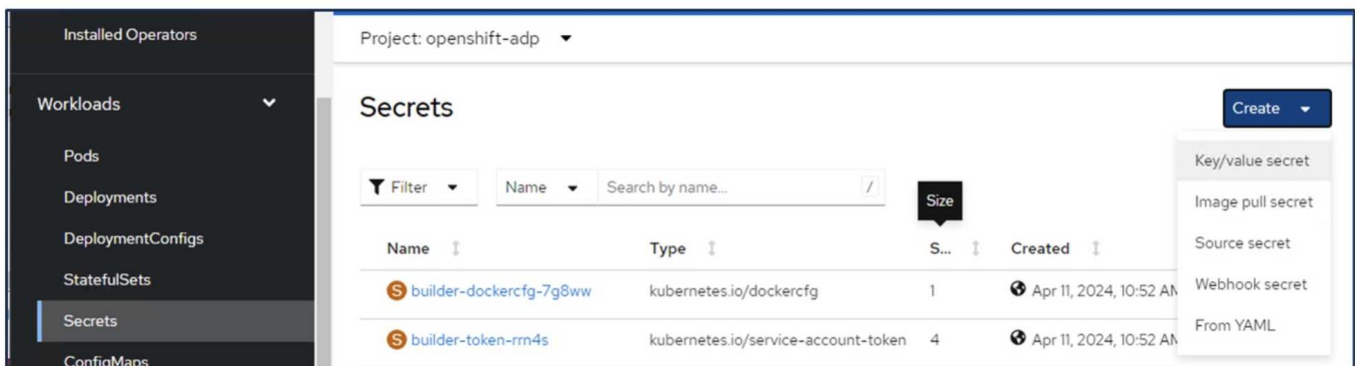 Installed Operators
Project: openshift-adp
Workloads
Secrets
Create
Pods
Key/value secret
Filter
Name
Search by name...
/
Image pull secret
Deployments
Size
DeploymentConfigs
Name
Type
S...
Created
Source secret
StatefulSets
S builder-dockercfg-7g8ww
kubernetes.io/dockercfg
1
Apr 11, 2024, 10:52 AM
Webhook secret
Secrets
From YAML
S builder-token-rrn4s
kubernetes.io/service-account-token
4
Apr 11, 2024, 10:52 AM
ConfigMaps